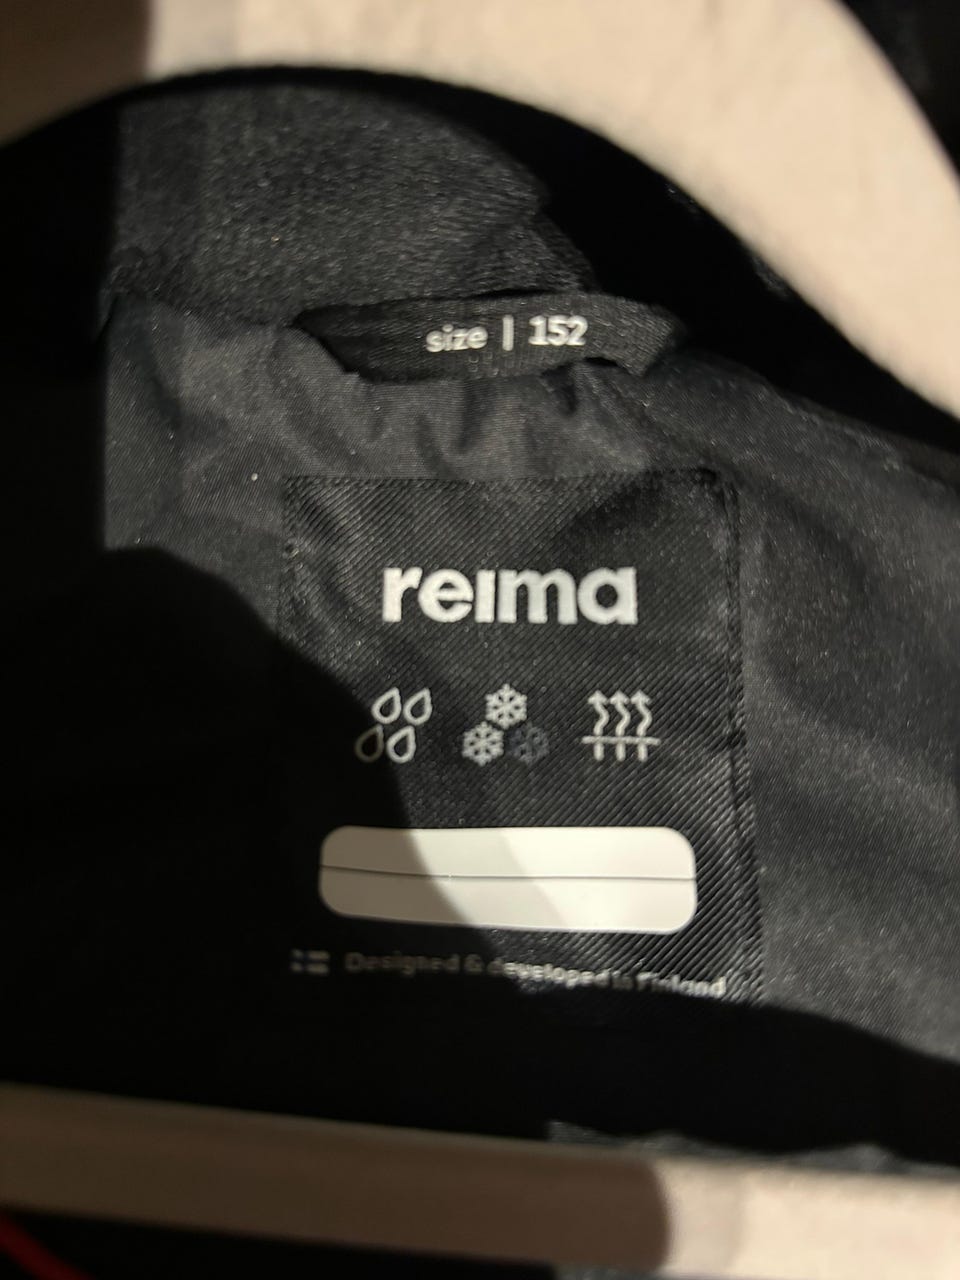 size | 152
reima
Designed & developed in Finland